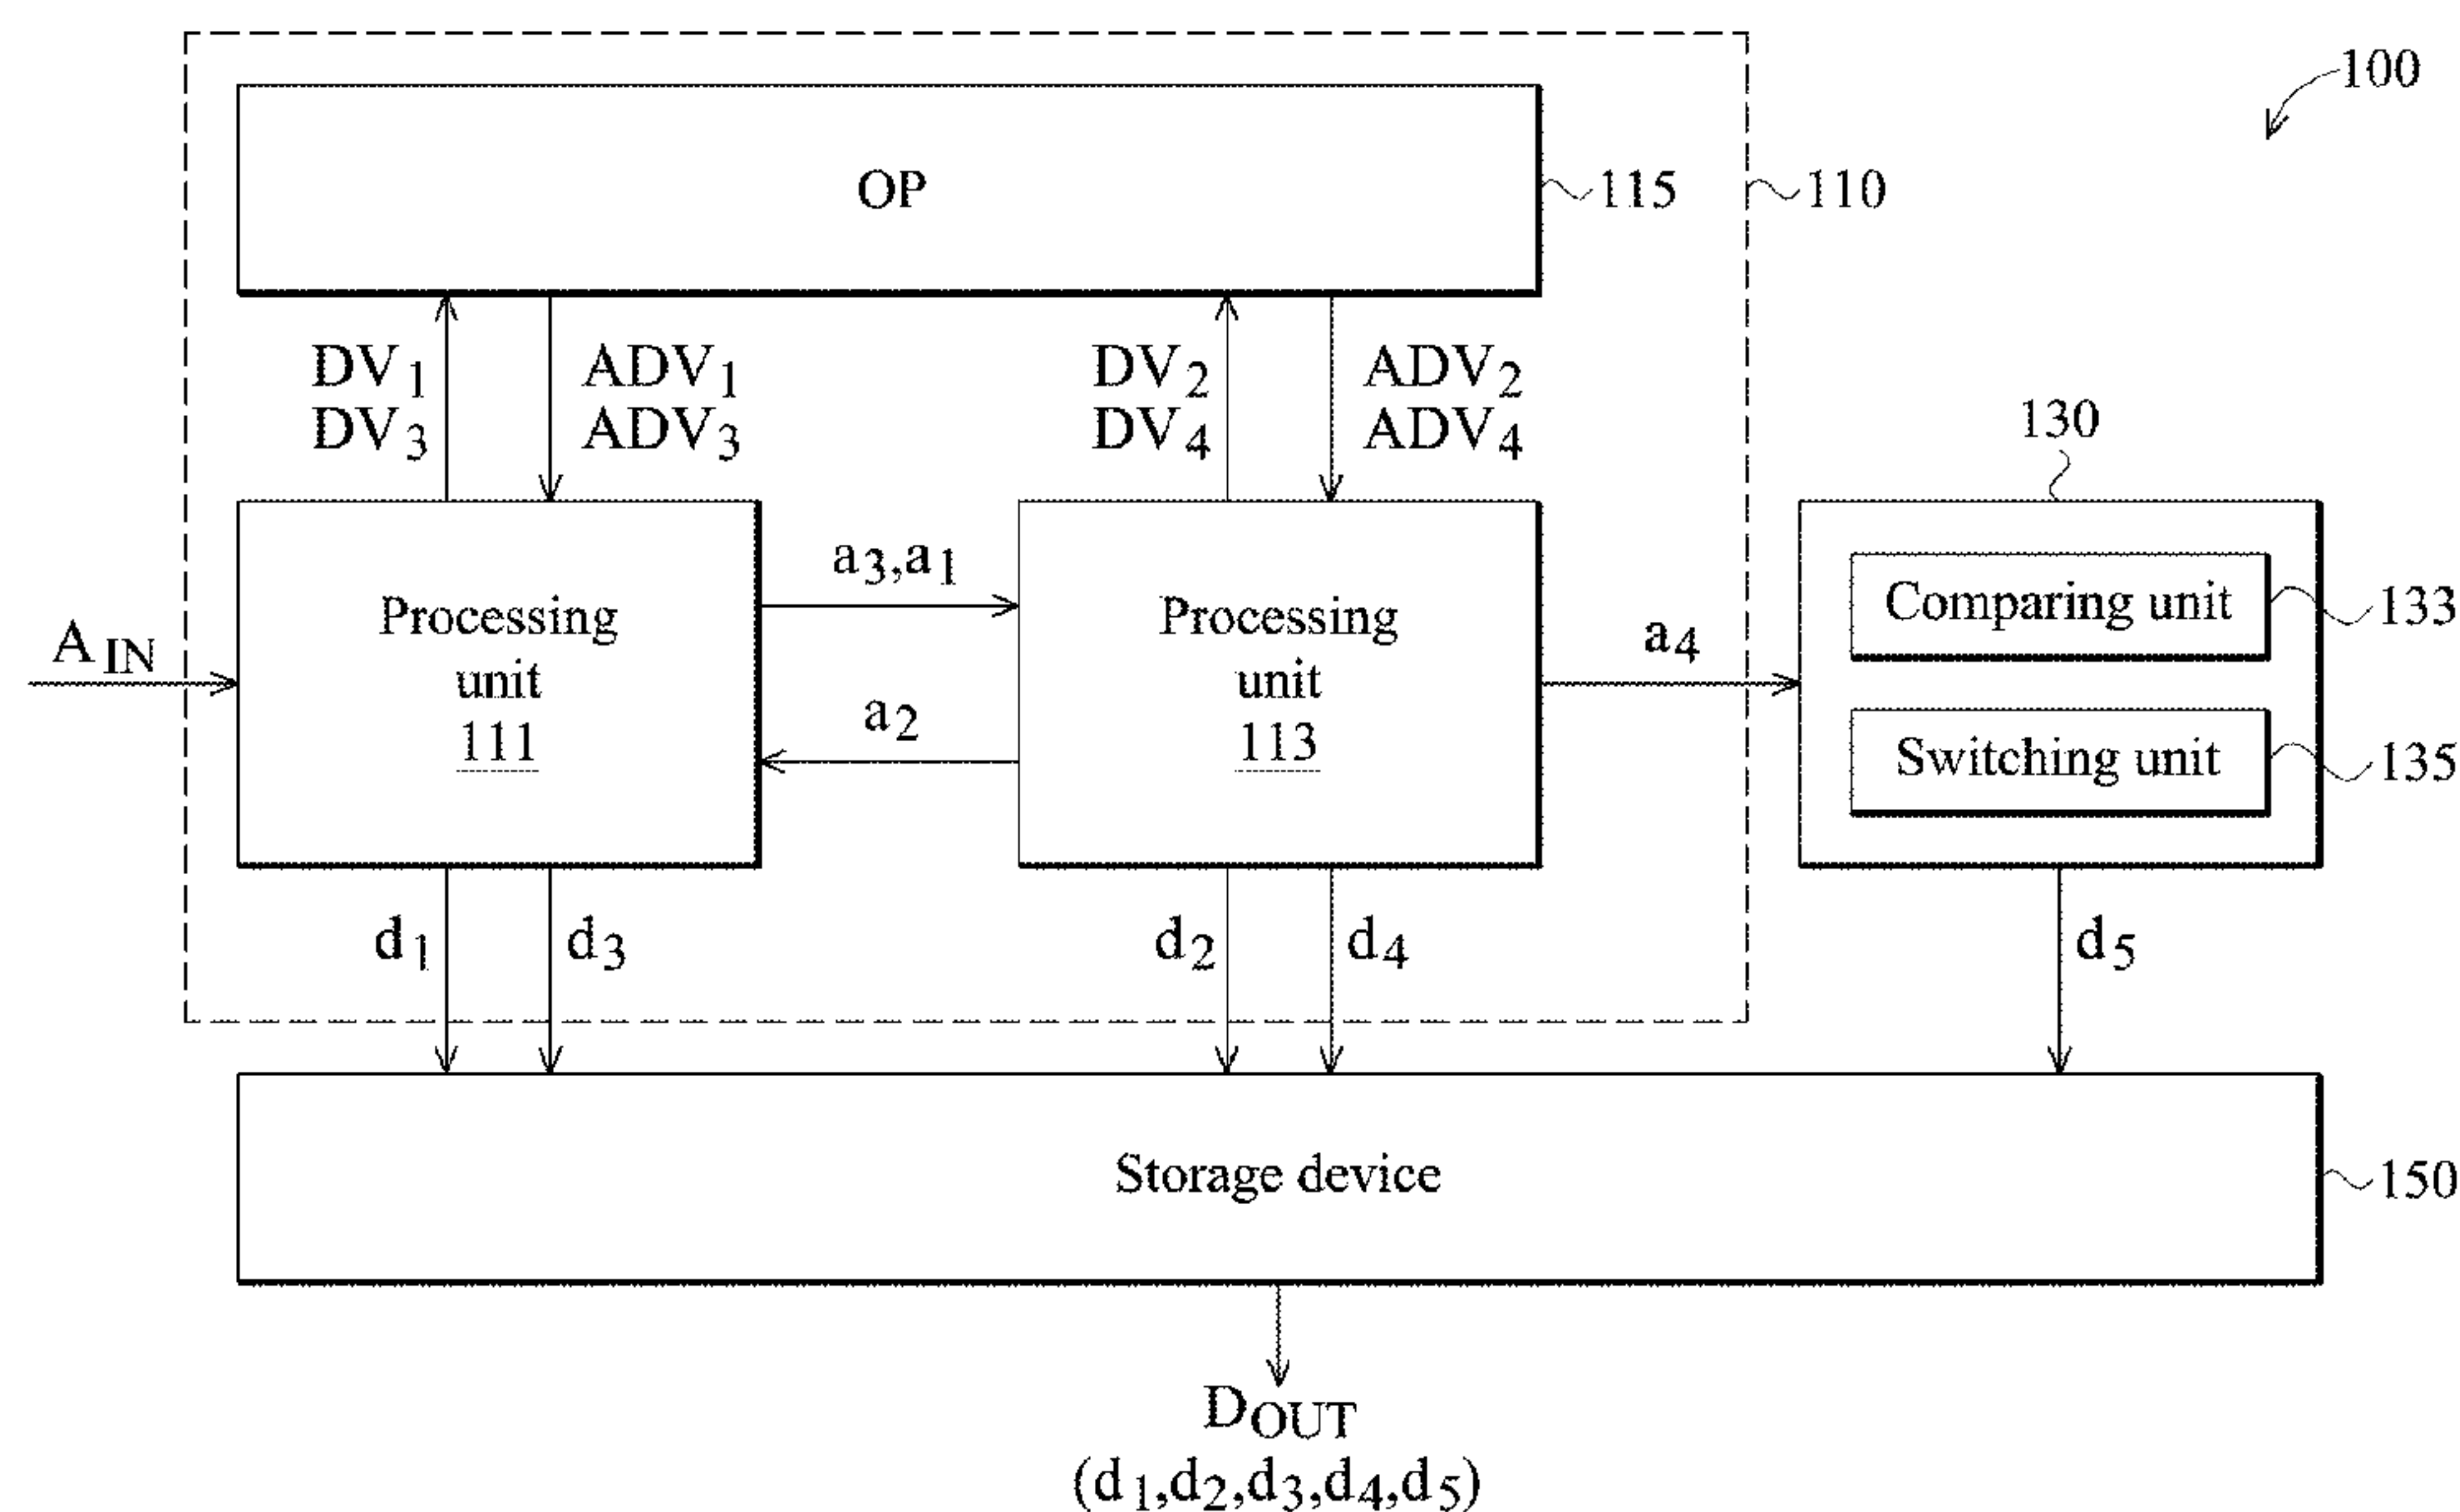 100
OP
115
110
DV1
DV3
ADV1
ADV3
DV2
DV4
ADV2
ADV4
130
AIN
Processing
unit
111
a3,a1
a2
Processing
unit
113
a4
Comparing unit
133
Switching unit
135
d1
d3
d2
d4
d5
Storage device
150
DOUT
(d1,d2,d3,d4,d5)